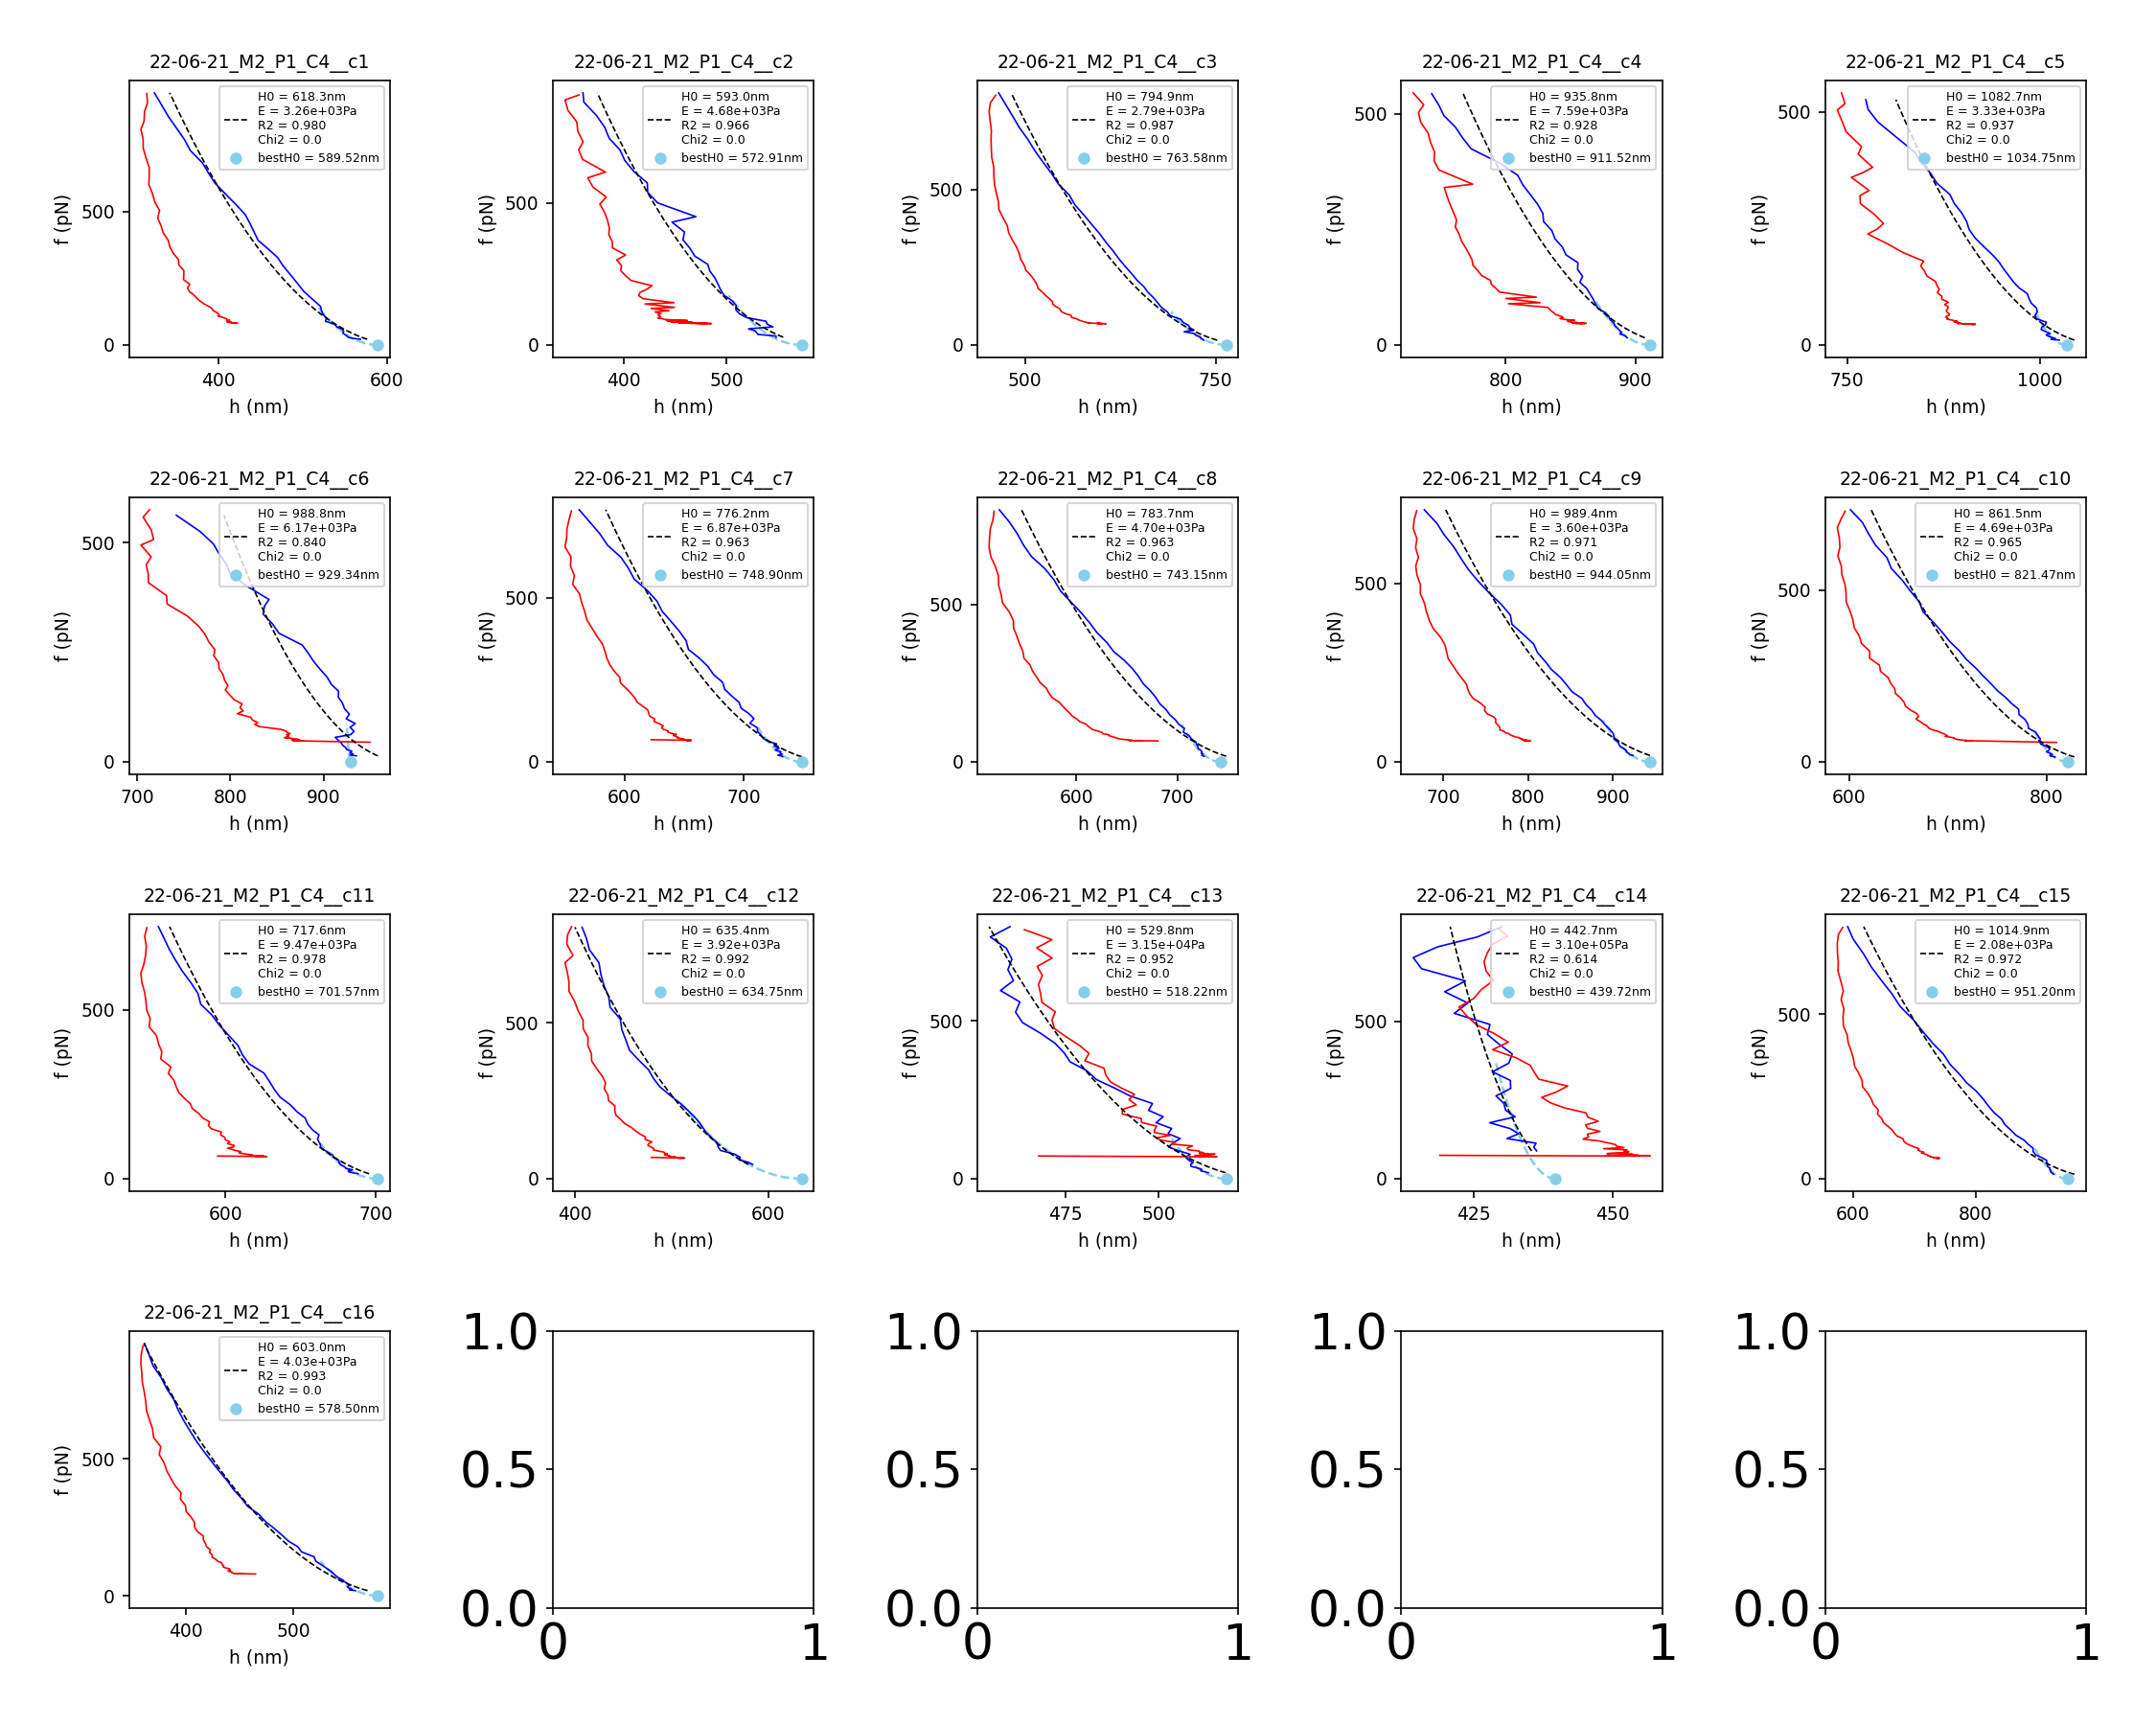 22-06-21_M2_P1_C4__c1
H0 = 618.3nm
E = 3.26e+03Pa
R2 = 0.980
Chi2 = 0.0
bestH0 = 589.52nm
f (pN)
500
0
400
600
h (nm)
22-06-21_M2_P1_C4__c2
H0 = 593.0nm
E = 4.68e+03Pa
R2 = 0.966
Chi2 = 0.0
bestH0 = 572.91nm
f (pN)
500
0
400
500
h (nm)
22-06-21_M2_P1_C4__c3
H0 = 794.9nm
E = 2.79e+03Pa
R2 = 0.987
Chi2 = 0.0
bestH0 = 763.58nm
f (pN)
500
0
500
750
h (nm)
22-06-21_M2_P1_C4__c4
H0 = 935.8nm
E = 7.59e+03Pa
R2 = 0.928
Chi2 = 0.0
bestH0 = 911.52nm
f (pN)
500
0
800
900
h (nm)
22-06-21_M2_P1_C4__c5
H0 = 1082.7nm
E = 3.33e+03Pa
R2 = 0.937
Chi2 = 0.0
bestH0 = 1034.75nm
f (pN)
500
0
750
1000
h (nm)
22-06-21_M2_P1_C4__c6
H0 = 988.8nm
E = 6.17e+03Pa
R2 = 0.840
Chi2 = 0.0
bestH0 = 929.34nm
f (pN)
500
0
700
800
900
h (nm)
22-06-21_M2_P1_C4__c7
H0 = 776.2nm
E = 6.87e+03Pa
R2 = 0.963
Chi2 = 0.0
bestH0 = 748.90nm
f (pN)
500
0
600
700
h (nm)
22-06-21_M2_P1_C4__c8
H0 = 783.7nm
E = 4.70e+03Pa
R2 = 0.963
Chi2 = 0.0
bestH0 = 743.15nm
f (pN)
500
0
600
700
h (nm)
22-06-21_M2_P1_C4__c9
H0 = 989.4nm
E = 3.60e+03Pa
R2 = 0.971
Chi2 = 0.0
bestH0 = 944.05nm
f (pN)
500
0
700
800
900
h (nm)
22-06-21_M2_P1_C4__c10
H0 = 861.5nm
E = 4.69e+03Pa
R2 = 0.965
Chi2 = 0.0
bestH0 = 821.47nm
f (pN)
500
0
600
800
h (nm)
22-06-21_M2_P1_C4__c11
H0 = 717.6nm
E = 9.47e+03Pa
R2 = 0.978
Chi2 = 0.0
bestH0 = 701.57nm
f (pN)
500
0
600
700
h (nm)
22-06-21_M2_P1_C4__c12
H0 = 635.4nm
E = 3.92e+03Pa
R2 = 0.992
Chi2 = 0.0
bestH0 = 634.75nm
f (pN)
500
0
400
600
h (nm)
22-06-21_M2_P1_C4__c13
H0 = 529.8nm
E = 3.15e+04Pa
R2 = 0.952
Chi2 = 0.0
bestH0 = 518.22nm
f (pN)
500
0
475
500
h (nm)
22-06-21_M2_P1_C4__c14
H0 = 442.7nm
E = 3.10e+05Pa
R2 = 0.614
Chi2 = 0.0
bestH0 = 439.72nm
f (pN)
500
0
425
450
h (nm)
22-06-21_M2_P1_C4__c15
H0 = 1014.9nm
E = 2.08e+03Pa
R2 = 0.972
Chi2 = 0.0
bestH0 = 951.20nm
f (pN)
500
0
600
800
h (nm)
22-06-21_M2_P1_C4__c16
H0 = 603.0nm
E = 4.03e+03Pa
R2 = 0.993
Chi2 = 0.0
bestH0 = 578.50nm
f (pN)
500
0
400
500
h (nm)
1.0
0.5
0.0
0
1
1.0
0.5
0.0
0
1
1.0
0.5
0.0
0
1
1.0
0.5
0.0
0
1